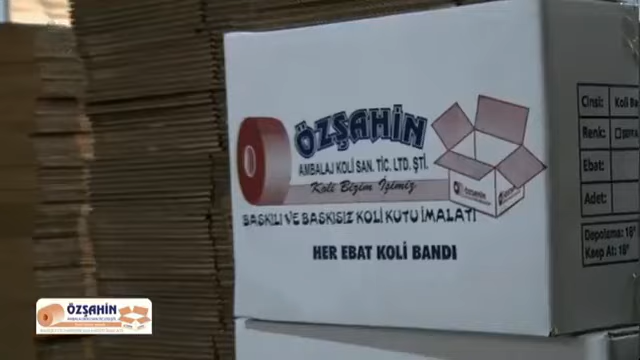 ÖZŞAHİN
AMBALAJ KOLİ SAN. TİC. LTD. ŞTİ.
Koli Bizim İşimiz
BASKILI VE BASKISIZ KOLİ KUTU İMALATI
HER EBAT KOLİ BANDI
Cinsi: Koli Ba
Renk:
Ebat:
Adet:
Depolama: 18°
Keep At: 18°
ÖZŞAHİN